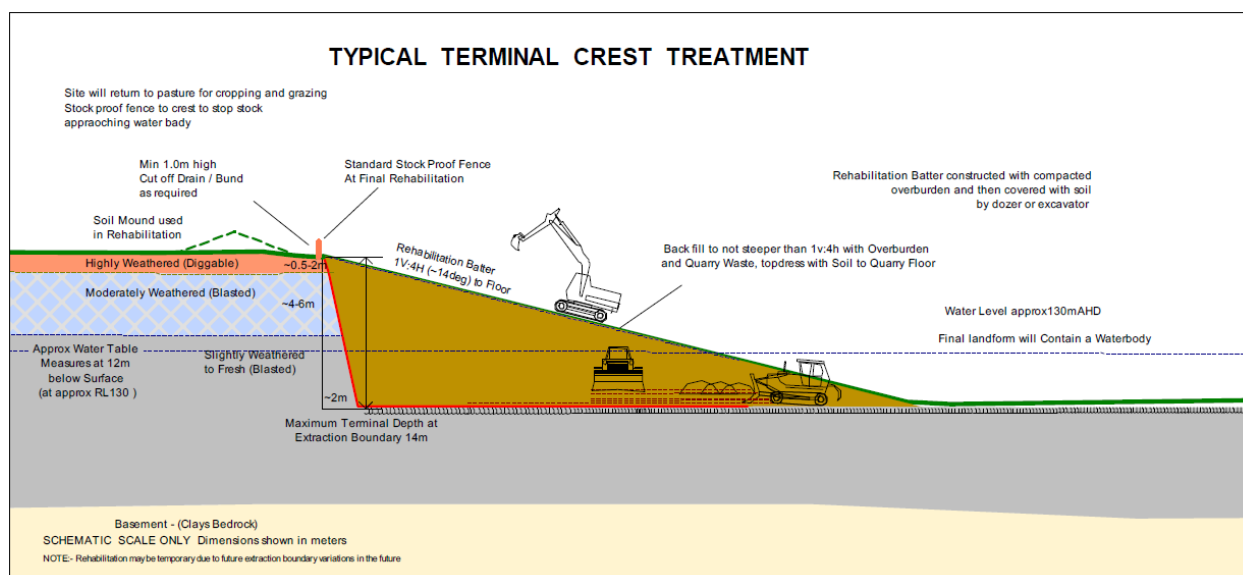 TYPICAL TERMINAL CREST TREATMENT
Site will return to pasture for cropping and grazing
Stock proof fence to crest to stop stock
appraoching water bady
Min 1.0m high
Cut off Drain / Bund
as required
Standard Stock Proof Fence
At Final Rehabilitation
Rehabilitation Batter constructed with compacted
overburden and then covered with soil
by dozer or excavator
Soil Mound used
in Rehabilitation
Rehabilitation Batter
1V:4H (~14deg) to Floor
Back fill to not steeper than 1v:4h with Overburden
and Quarry Waste, topdress with Soil to Quarry Floor
Highly Weathered (Diggable)
~0.5-2m
Moderately Weathered (Blasted)
~4-6m
Water Level approx130mAHD
Final landform will Contain a Waterbody
Approx Water Table
Measures at 12m
below Surface
(at approx RL130 )
Slightly Weathered
to Fresh (Blasted)
~2m
Maximum Terminal Depth at
Extraction Boundary 14m
Basement - (Clays Bedrock)
SCHEMATIC SCALE ONLY Dimensions shown in meters
NOTE:- Rehabilitation may be temporary due to future extraction boundary variations in the future